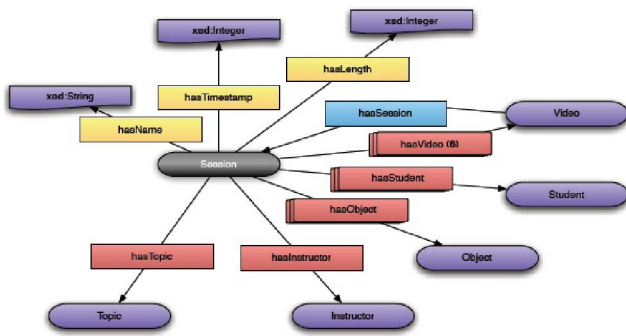 xsd:Integer
xsd:Integer
hasLength
xsd:String
hasTimestamp
hasName
hasSession
Video
hasVideo (6)
Session
hasStudent
Student
hasObject
hasTopic
hasInstructor
Object
Topic
Instructor